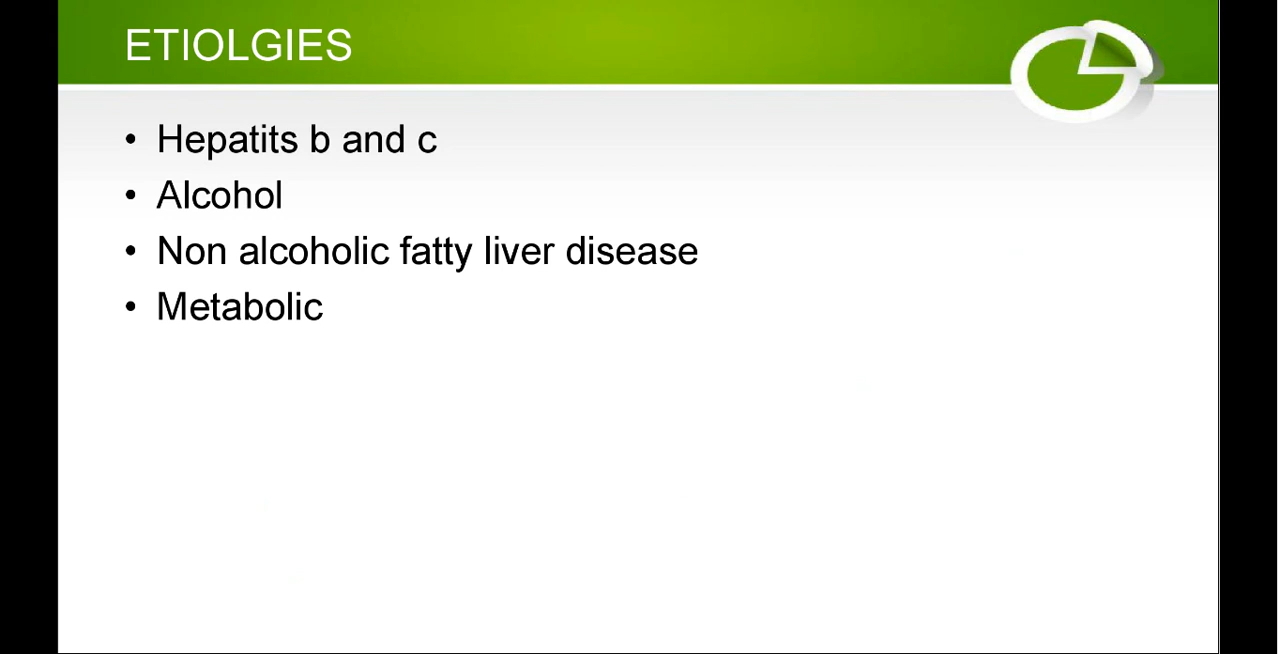 ETIOLGIES
• Hepatits b and c
• Alcohol
• Non alcoholic fatty liver disease
• Metabolic